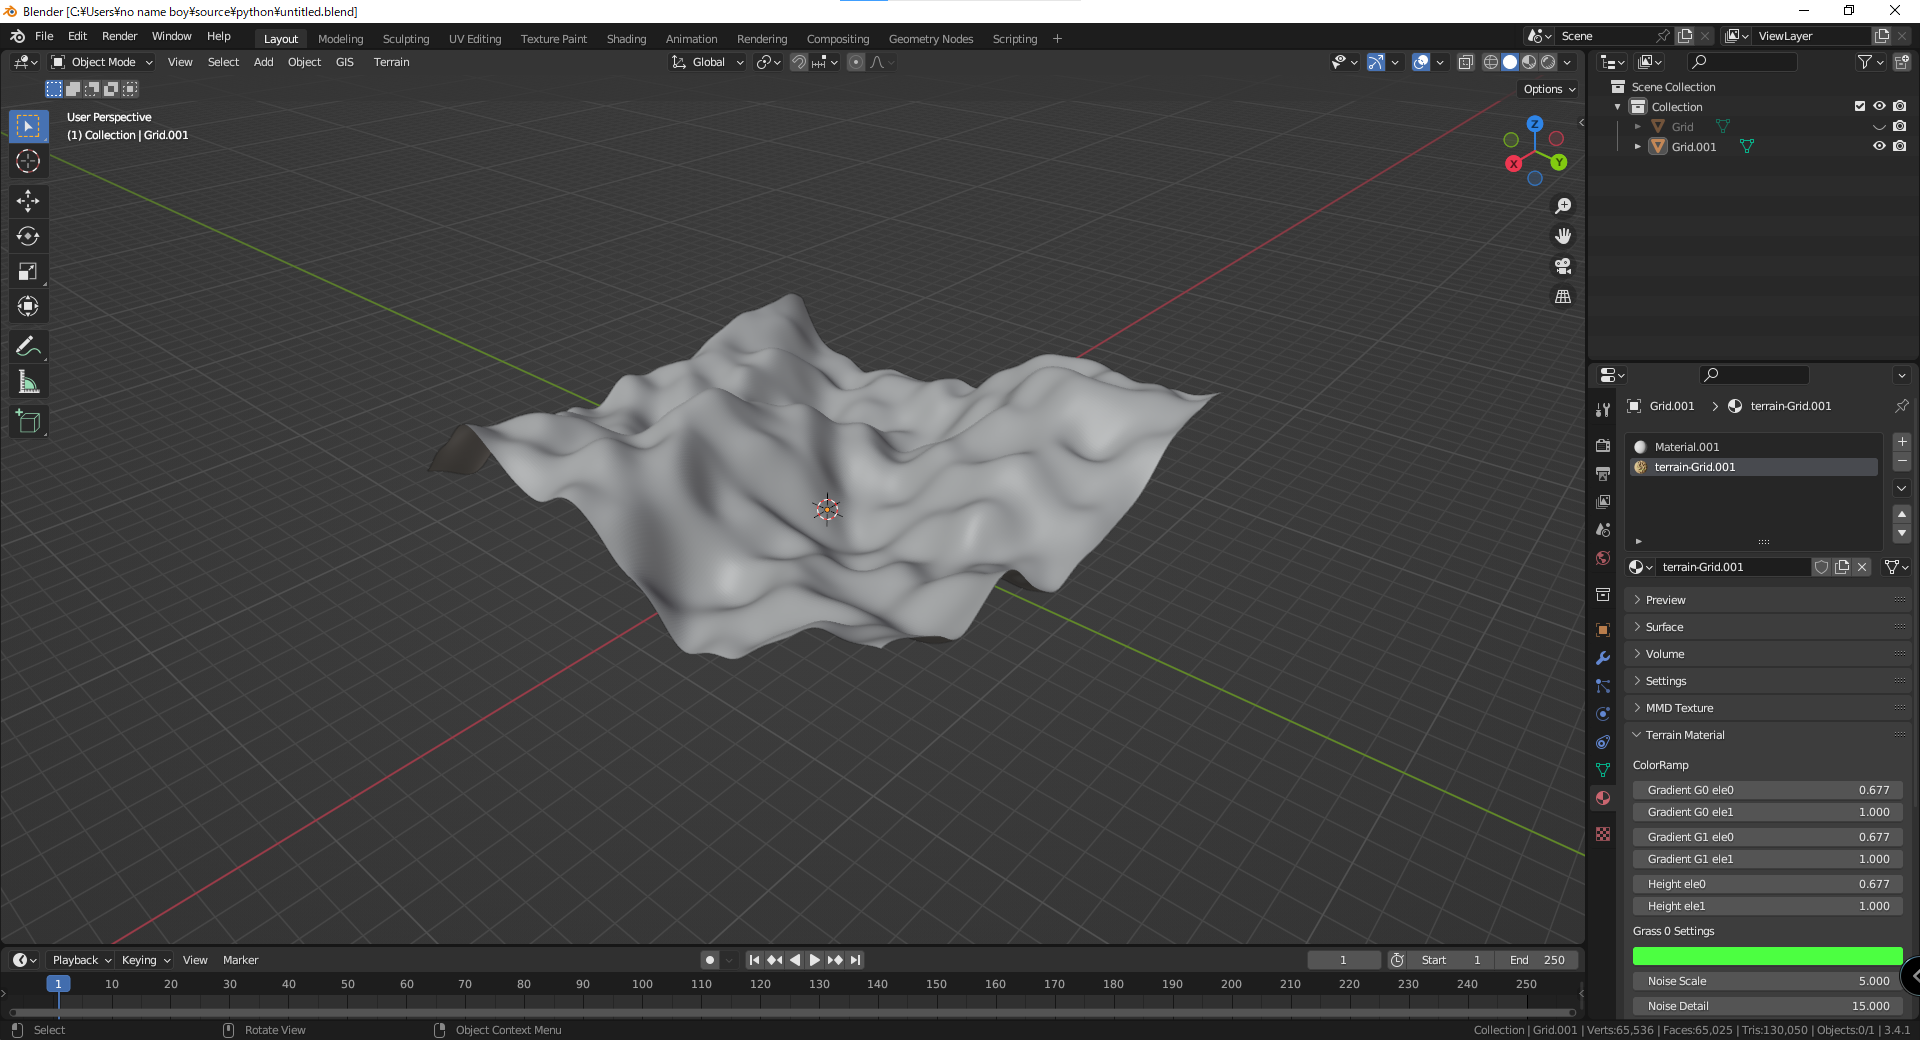 Blender [C:¥Users¥no name boy¥source¥python¥untitled.blend]
File Edit Render Window Help Layout Modeling Sculpting UV Editing Texture Paint Shading Animation Rendering Compositing Geometry Nodes Scripting + Scene ViewLayer
Object Mode View Select Add Object GIS Terrain Global
Options
User Perspective
(1) Collection | Grid.001
Z
X
Y
Scene Collection
Collection
Grid
Grid.001
Grid.001 > terrain-Grid.001
Material.001
terrain-Grid.001
terrain-Grid.001
Preview
Surface
Volume
Settings
MMD Texture
Terrain Material
ColorRamp
Gradient G0 ele0 0.677
Gradient G0 ele1 1.000
Gradient G1 ele0 0.677
Gradient G1 ele1 1.000
Height ele0 0.677
Height ele1 1.000
Grass 0 Settings
Noise Scale 5.000
Noise Detail 15.000
Playback Keying View Marker 1 Start 1 End 250
1 10 20 30 40 50 60 70 80 90 100 110 120 130 140 150 160 170 180 190 200 210 220 230 240 250
Select Rotate View Object Context Menu Collection | Grid.001 | Verts:65,536 | Faces:65,025 | Tris:130,050 | Objects:0/1 | 3.4.1